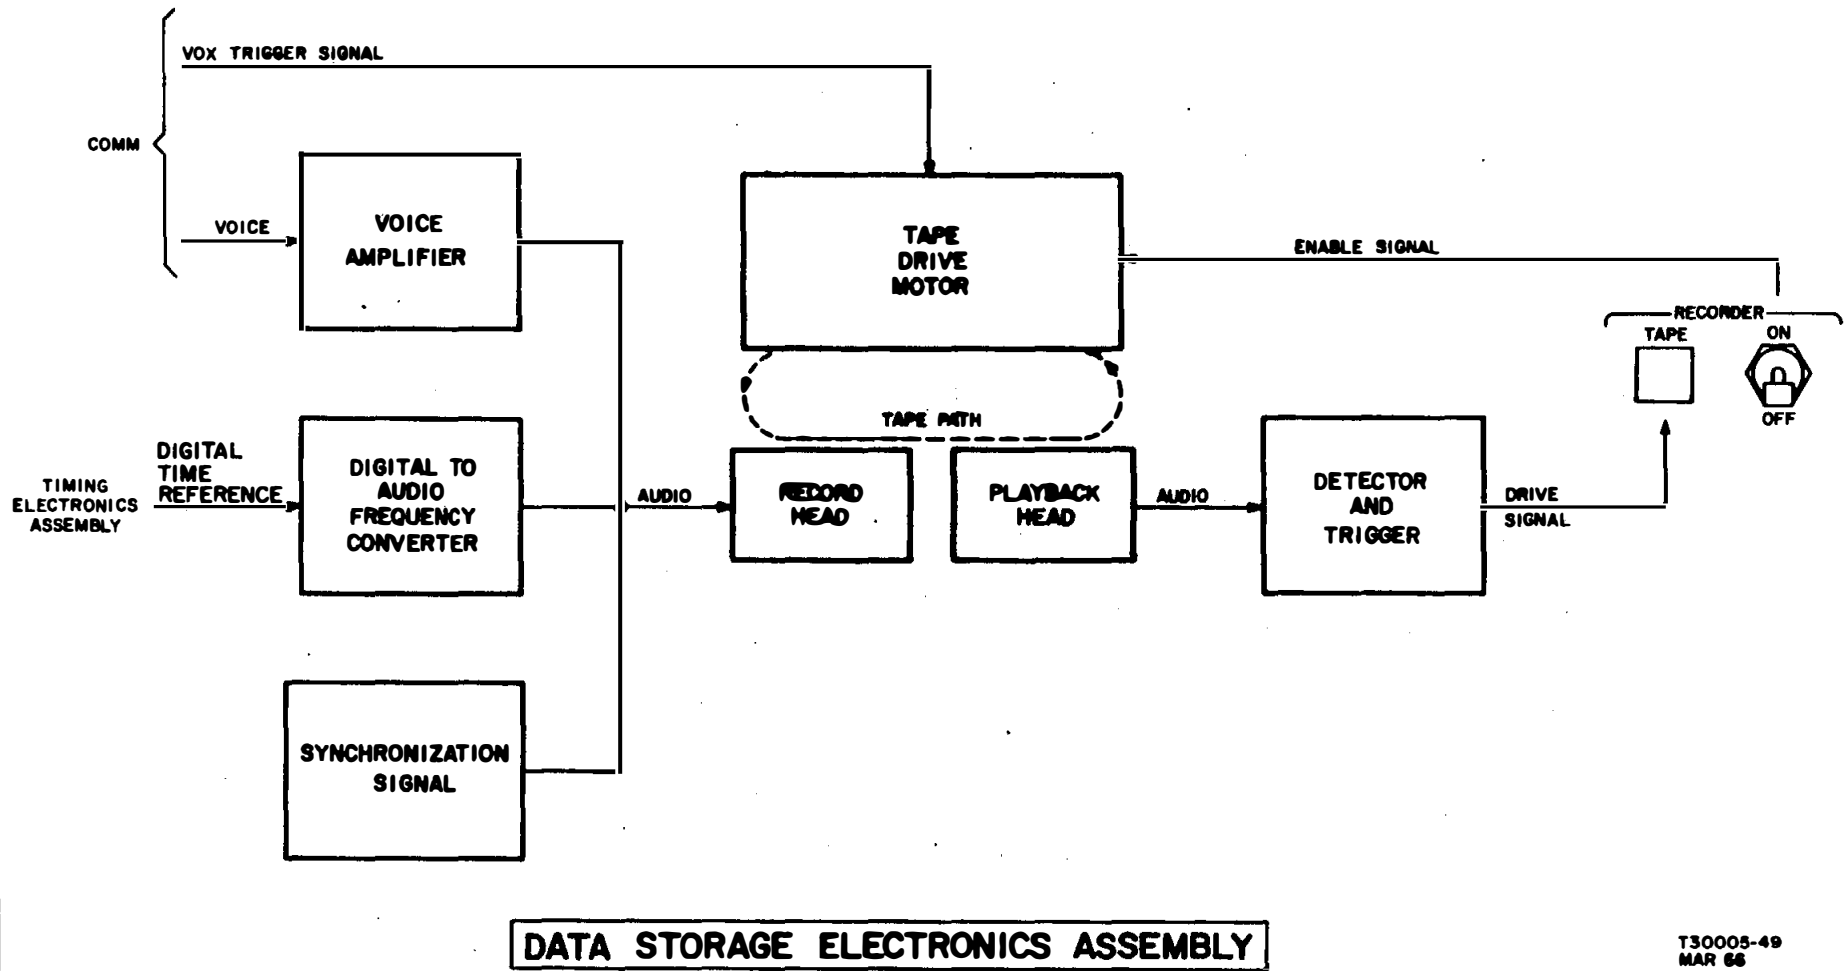 VOX TRIGGER SIGNAL
COMM
VOICE
VOICE
AMPLIFIER
TAPE
DRIVE
MOTOR
ENABLE SIGNAL
RECORDER
TAPE
ON
OFF
TAPE PATH
TIMING
ELECTRONICS
ASSEMBLY
DIGITAL
TIME
REFERENCE
DIGITAL TO
AUDIO
FREQUENCY
CONVERTER
AUDIO
RECORD
HEAD
PLAYBACK
HEAD
AUDIO
DETECTOR
AND
TRIGGER
DRIVE
SIGNAL
SYNCHRONIZATION
SIGNAL
DATA STORAGE ELECTRONICS ASSEMBLY
T30005-49
MAR 66